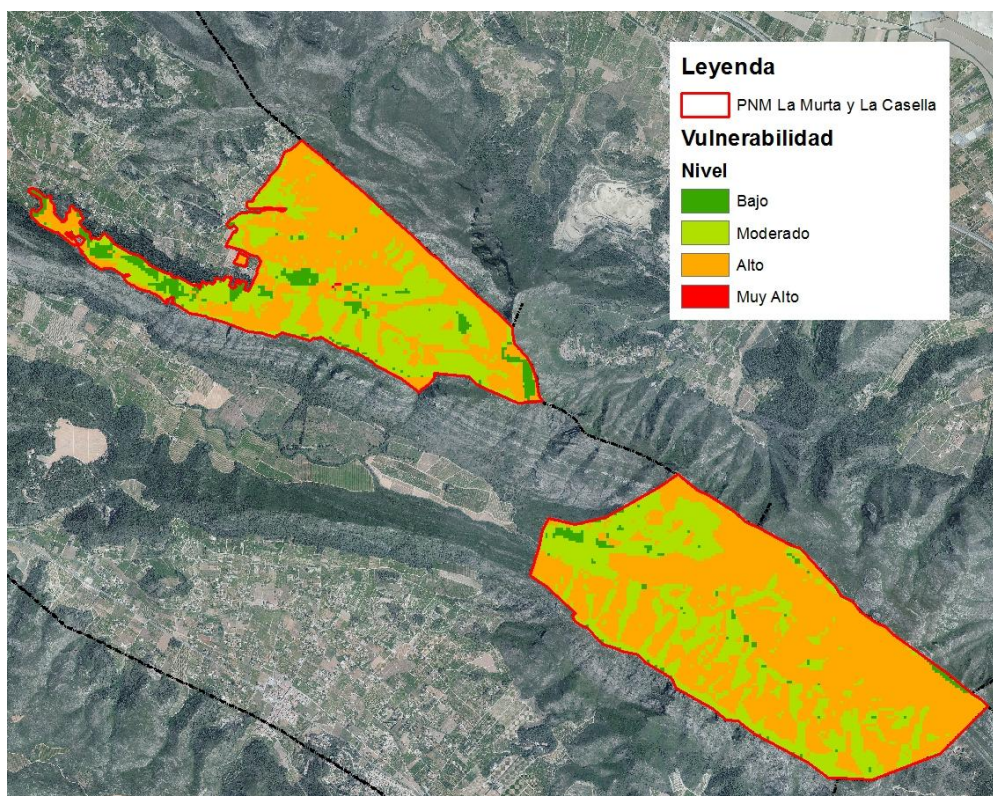 Leyenda
PNM La Murta y La Casella
Vulnerabilidad
Nivel
Bajo
Moderado
Alto
Muy Alto